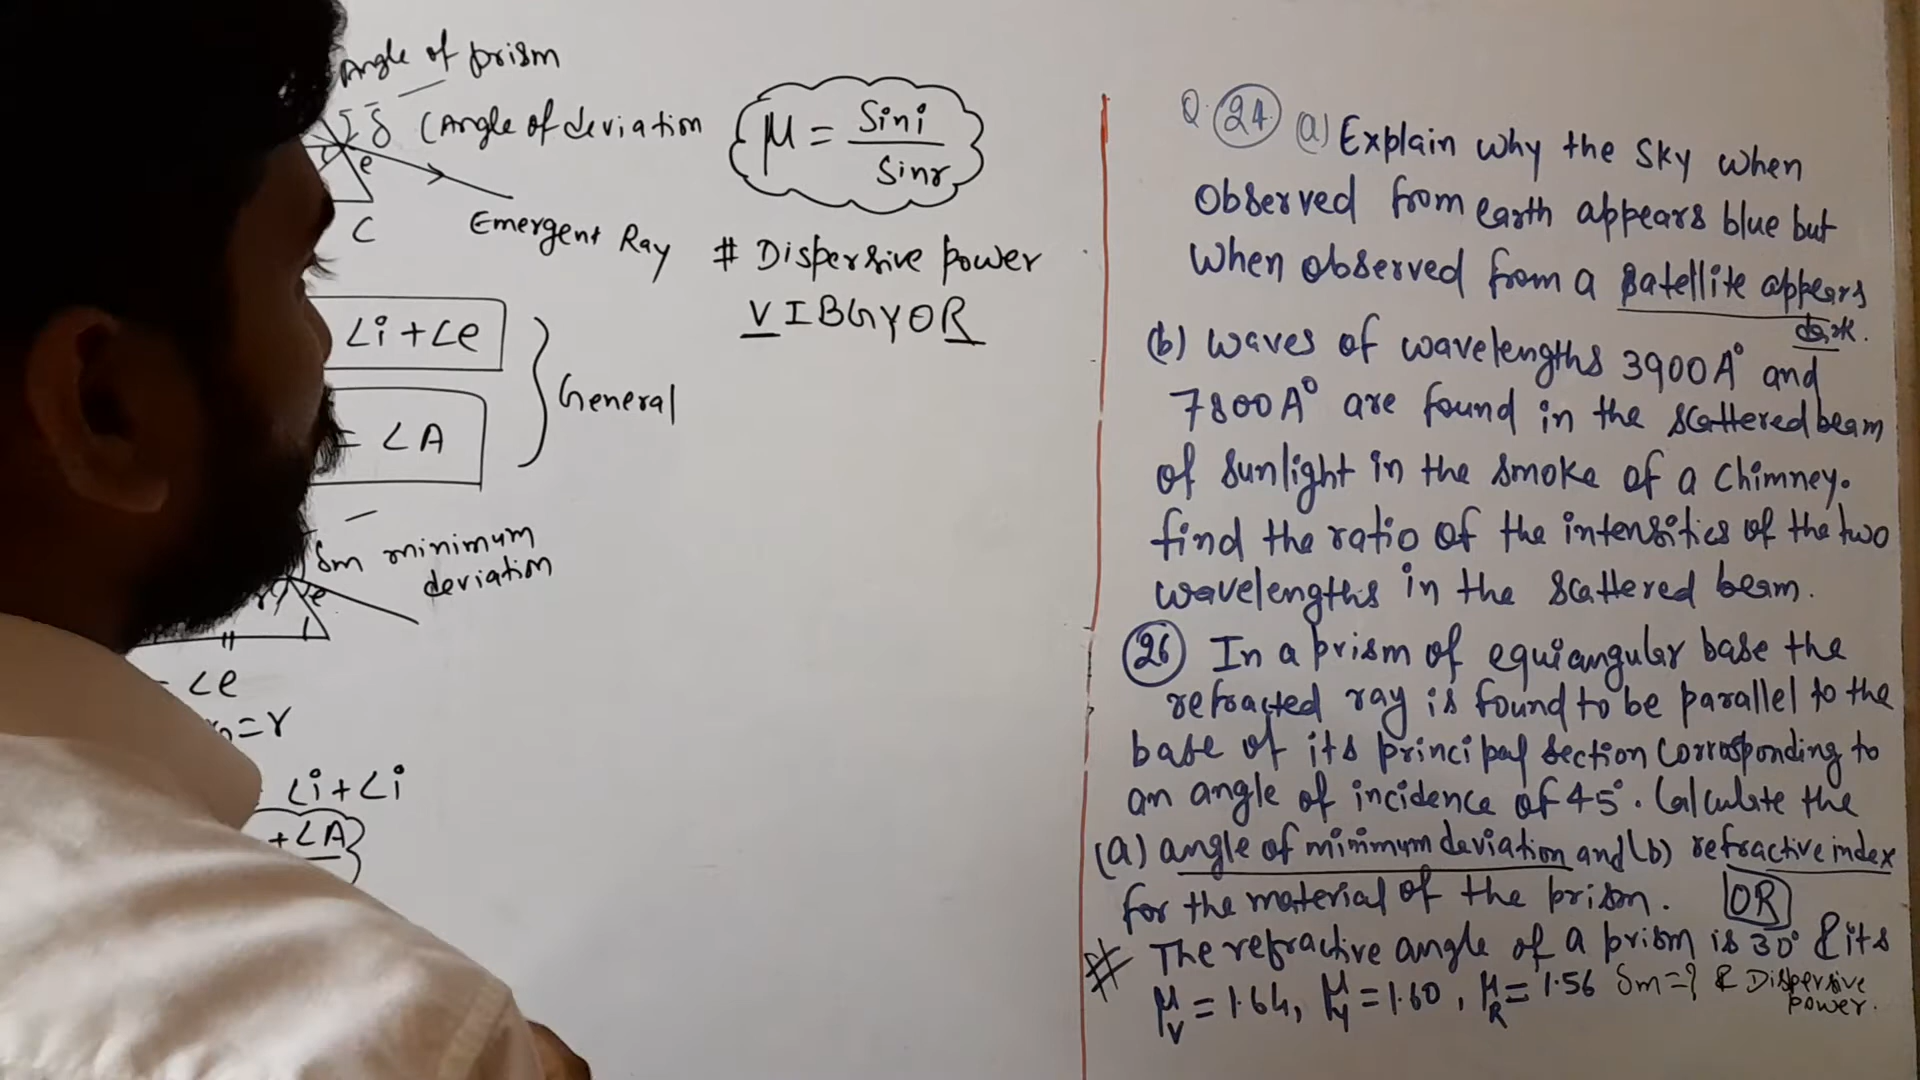 Angle of prism
δ (Angle of deviation
e
C
Emergent Ray
∠i + ∠e
= ∠A
General
δm minimum
deviation
e
= ∠e
= r
∠i + ∠i
+ ∠A
μ = Sini
Sinr
# Dispersive power
VIBGYOR
Q. 24 (a) Explain why the sky when
observed from earth appears blue but
when observed from a satellite appears
dark.
(b) waves of wavelengths 3900A° and
7800A° are found in the scattered beam
of sunlight in the smoke of a chimney.
find the ratio of the intensities of the two
wavelengths in the scattered beam.
26 In a prism of equiangular base the
refracted ray is found to be parallel to the
base of its principal section corrosponding to
an angle of incidence of 45°. Calculate the
(a) angle of minimum deviation and (b) refractive index
for the material of the prism. OR
# The refractive angle of a prism is 30° & its
μV = 1.64, μy = 1.60, μR = 1.56 δm = ? & Dispersive
power.